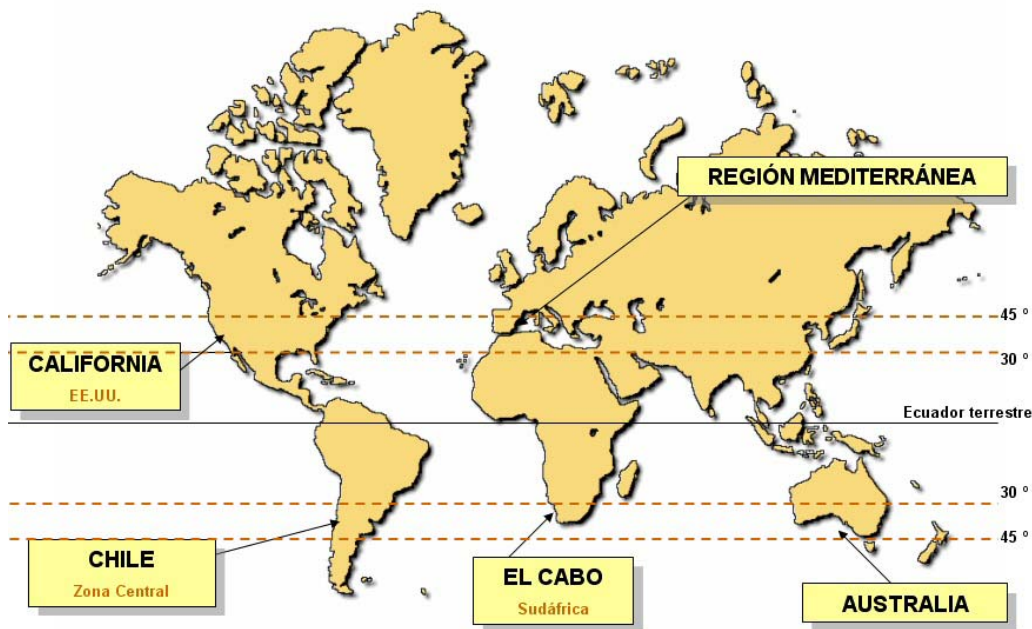 REGIÓN MEDITERRÁNEA
45 º
30 º
CALIFORNIA
EE.UU.
Ecuador terrestre
30 º
45 º
CHILE
Zona Central
EL CABO
Sudáfrica
AUSTRALIA